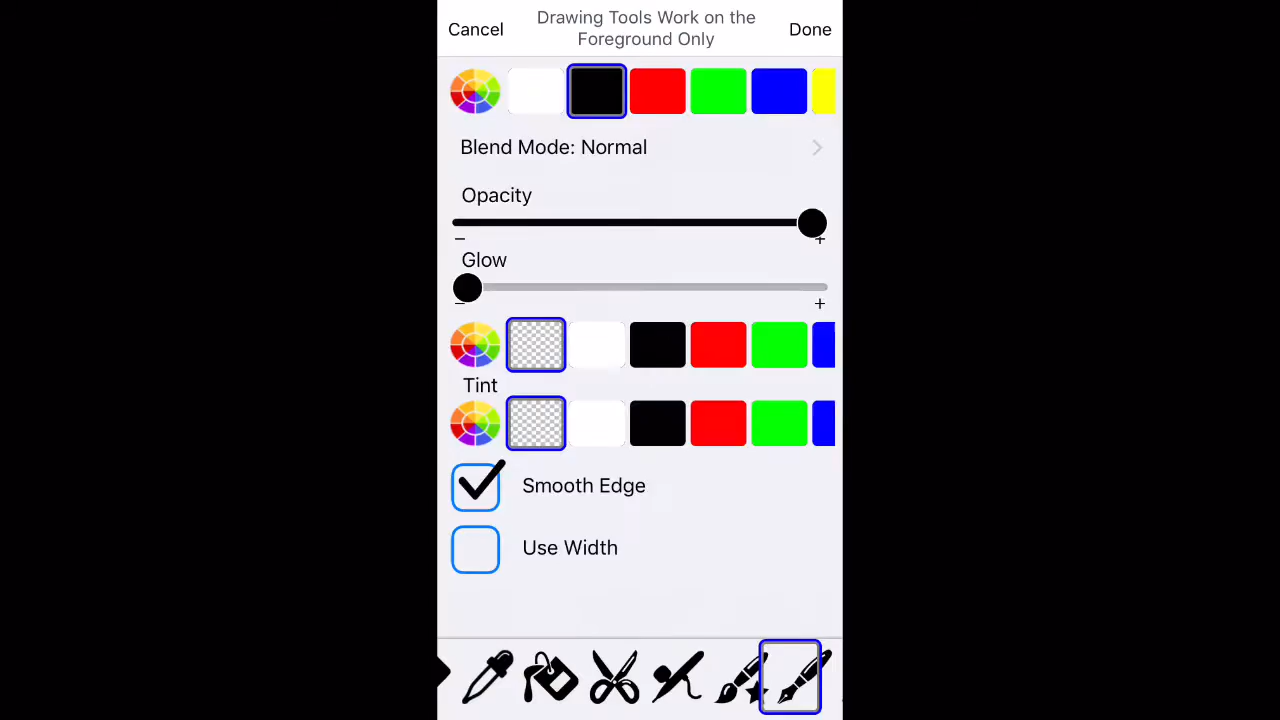 Cancel
Drawing Tools Work on the
Foreground Only
Done
Blend Mode: Normal
Opacity
− +
Glow
− +
Tint
Smooth Edge
Use Width